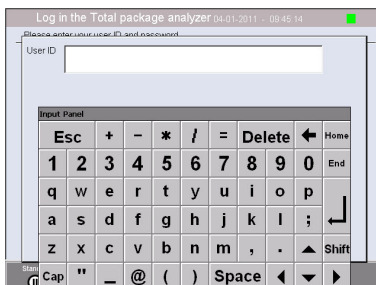 Log in the Total package analyzer 04-01-2011 - 09:45:14
Please enter your user ID and password
User ID
Input Panel
Esc + - * / = Delete Home
1 2 3 4 5 6 7 8 9 0 End
q w e r t y u i o p
a s d f g h j k l ;
z x c v b n m , . Shift
Cap " _ @ ( ) Space
Stan